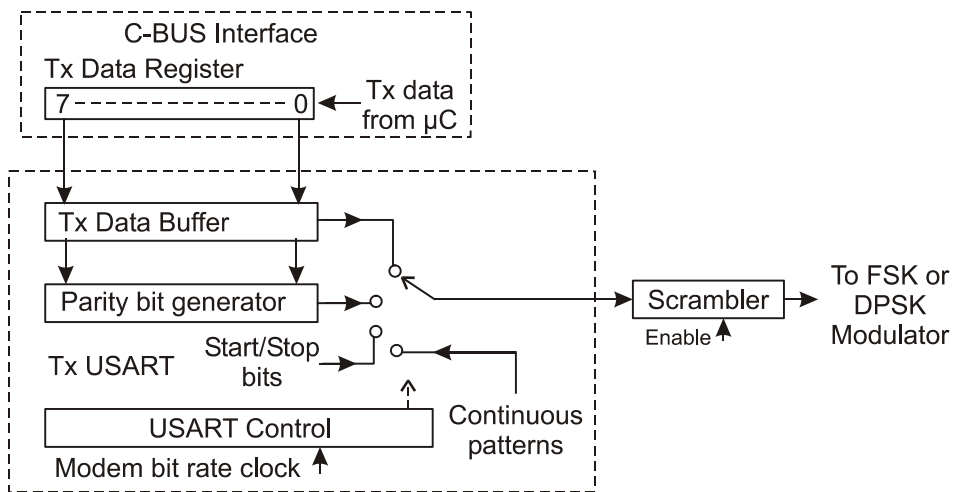 C-BUS Interface
Tx Data Register
7
0
Tx data
from µC
Tx Data Buffer
Parity bit generator
Start/Stop
bits
Tx USART
Continuous
patterns
USART Control
Modem bit rate clock
Scrambler
Enable
To FSK or
DPSK
Modulator